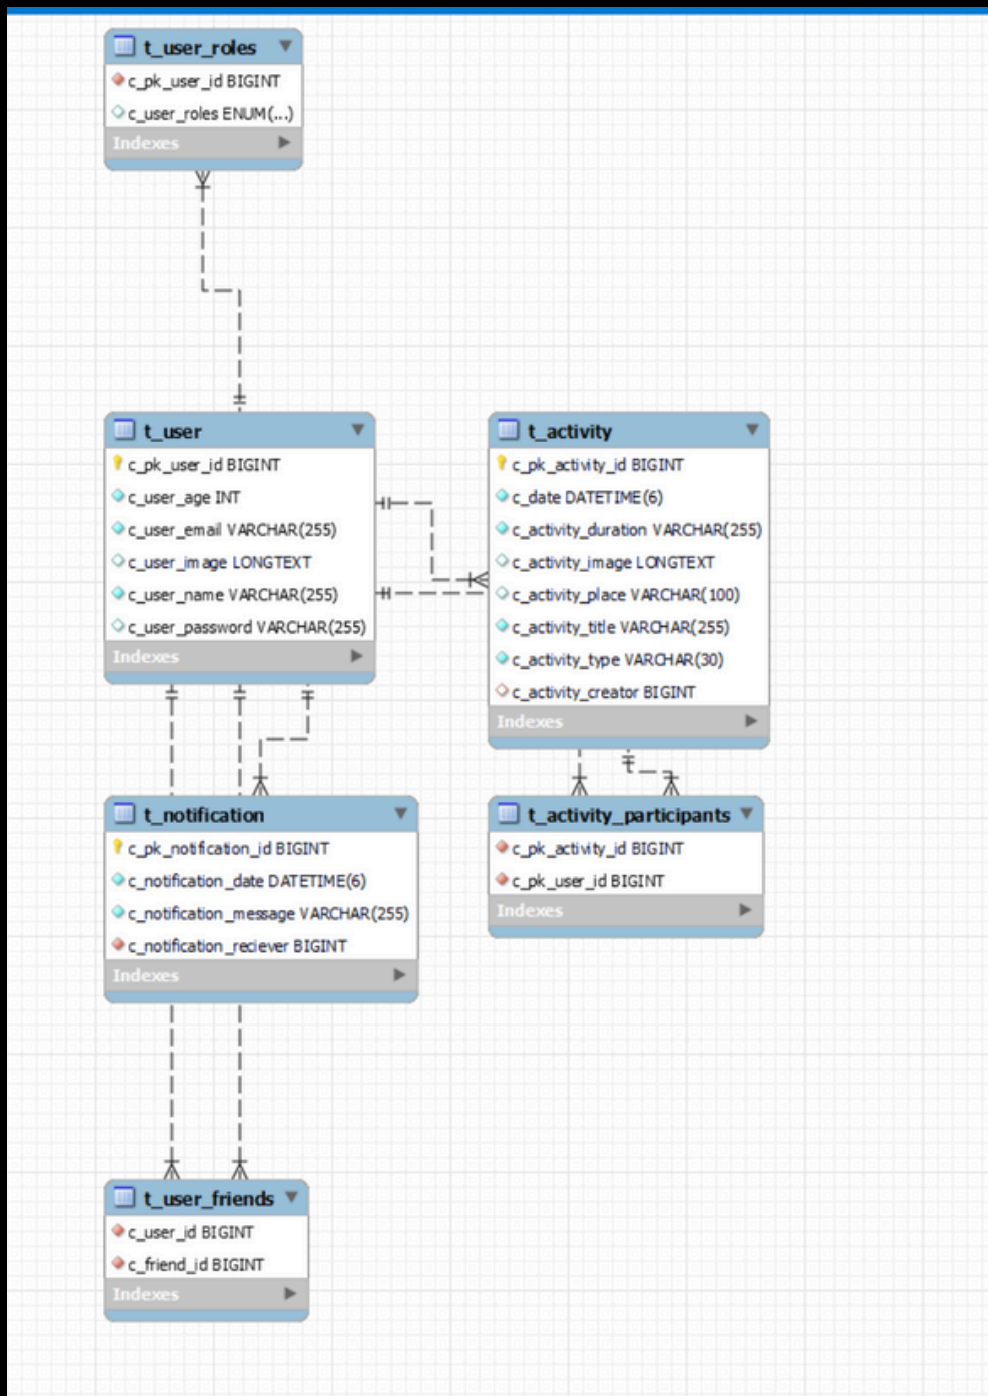 t_user_roles
c_pk_user_id BIGINT
c_user_roles ENUM(...)
Indexes
t_user
c_pk_user_id BIGINT
c_user_age INT
c_user_email VARCHAR(255)
c_user_image LONGTEXT
c_user_name VARCHAR(255)
c_user_password VARCHAR(255)
Indexes
t_activity
c_pk_activity_id BIGINT
c_date DATETIME(6)
c_activity_duration VARCHAR(255)
c_activity_image LONGTEXT
c_activity_place VARCHAR(100)
c_activity_title VARCHAR(255)
c_activity_type VARCHAR(30)
c_activity_creator BIGINT
Indexes
t_notification
c_pk_notification_id BIGINT
c_notification_date DATETIME(6)
c_notification_message VARCHAR(255)
c_notification_reciever BIGINT
Indexes
t_activity_participants
c_pk_activity_id BIGINT
c_pk_user_id BIGINT
Indexes
t_user_friends
c_user_id BIGINT
c_friend_id BIGINT
Indexes